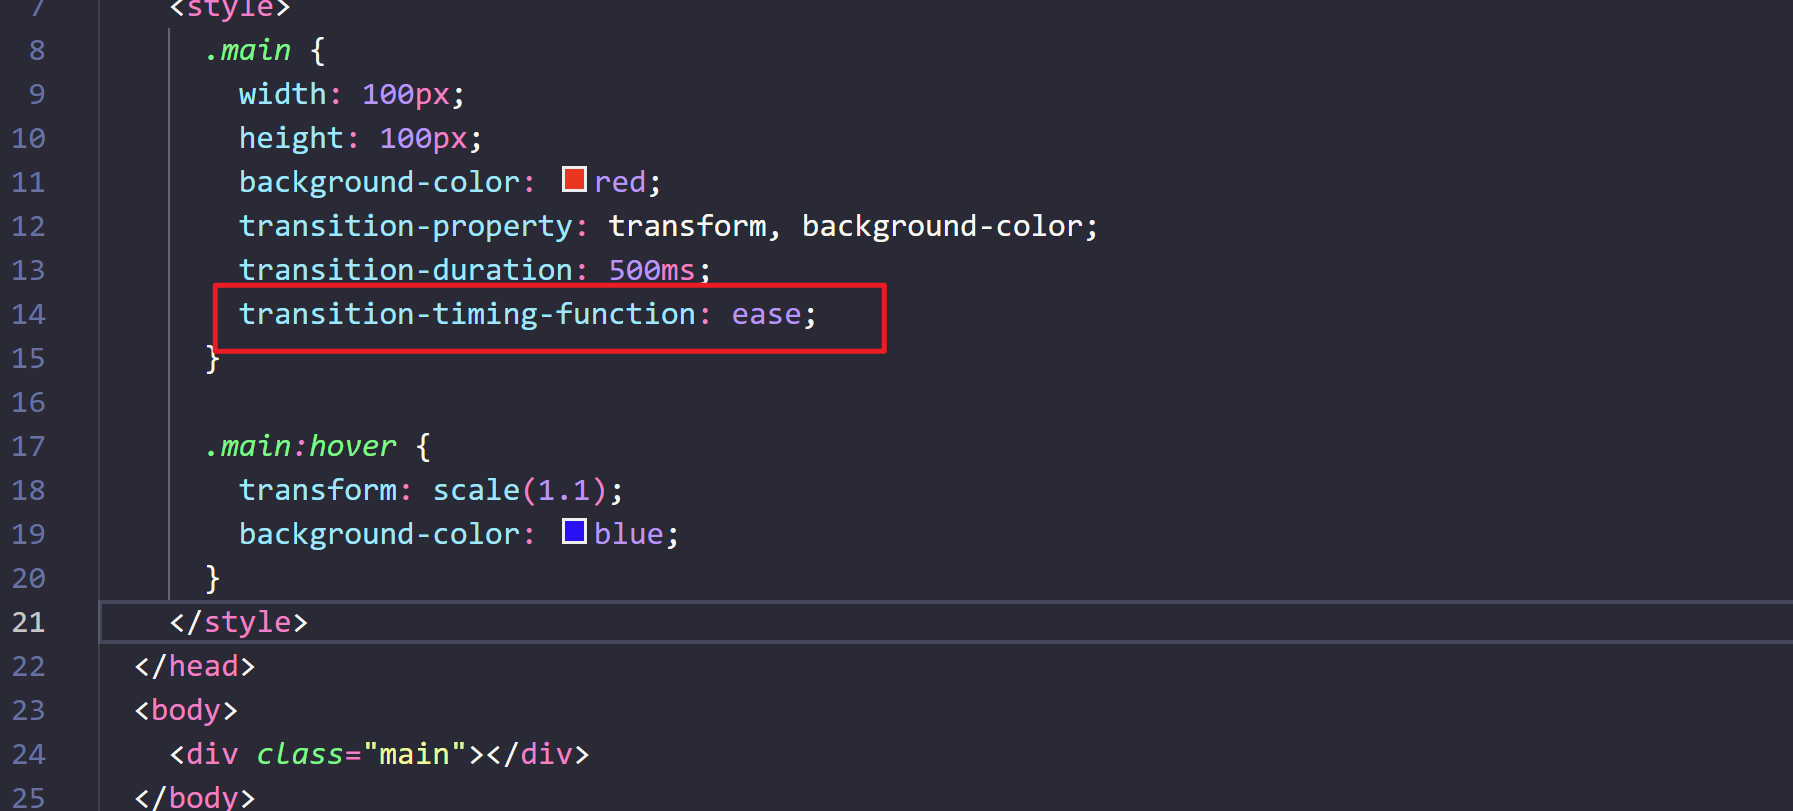 7 <style>
8 .main {
9 width: 100px;
10 height: 100px;
11 background-color: red;
12 transition-property: transform, background-color;
13 transition-duration: 500ms;
14 transition-timing-function: ease;
15 }
16
17 .main:hover {
18 transform: scale(1.1);
19 background-color: blue;
20 }
21 </style>
22 </head>
23 <body>
24 <div class="main"></div>
25 </body>